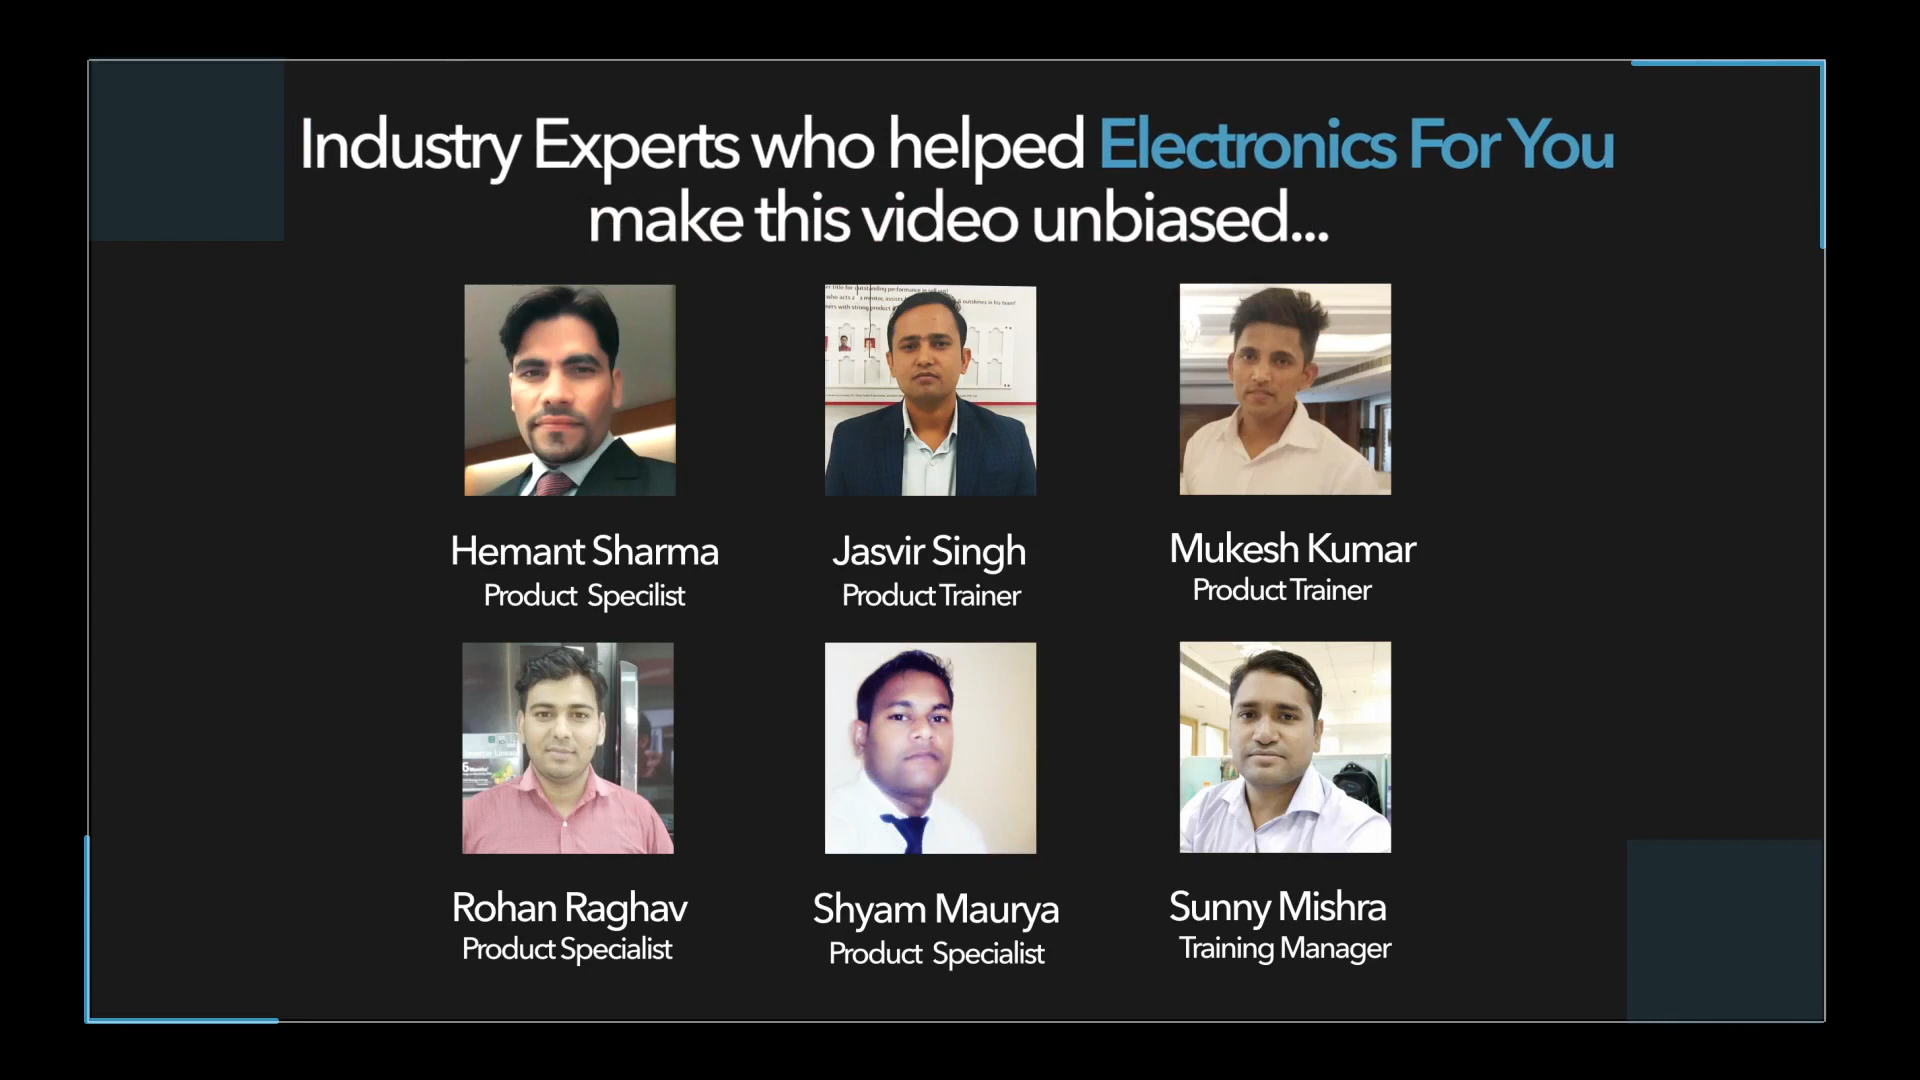 Industry Experts who helped Electronics For You
make this video unbiased...
Hemant Sharma
Product Specilist
Jasvir Singh
Product Trainer
Mukesh Kumar
Product Trainer
Rohan Raghav
Product Specialist
Shyam Maurya
Product Specialist
Sunny Mishra
Training Manager